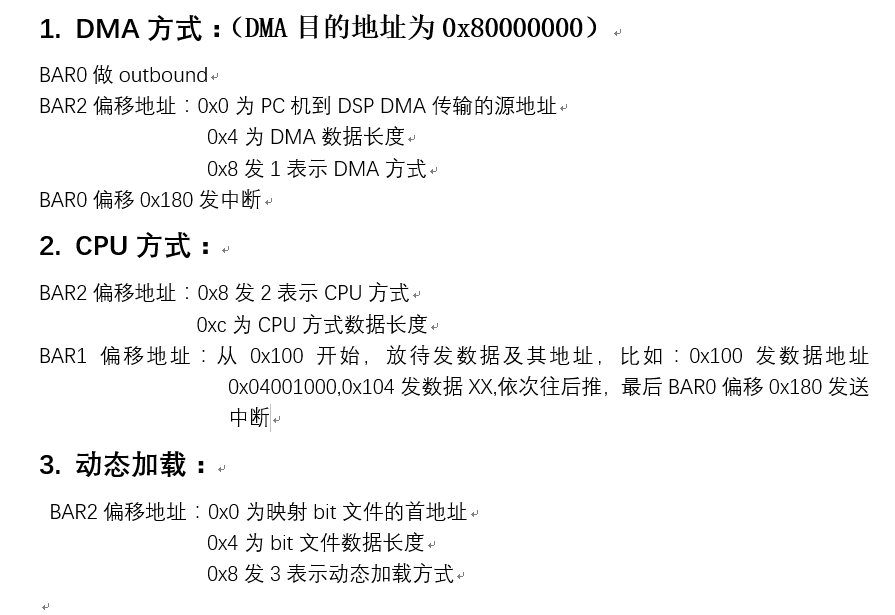 1. DMA 方式：（DMA 目的地址为 0x80000000）
BAR0 做 outbound
BAR2 偏移地址：0x0 为 PC 机到 DSP DMA 传输的源地址
0x4 为 DMA 数据长度
0x8 发 1 表示 DMA 方式
BAR0 偏移 0x180 发中断
2. CPU 方式：
BAR2 偏移地址：0x8 发 2 表示 CPU 方式
0xc 为 CPU 方式数据长度
BAR1 偏移地址：从 0x100 开始，放待发数据及其地址，比如：0x100 发数据地址
0x04001000,0x104 发数据 XX,依次往后推，最后 BAR0 偏移 0x180 发送
中断
3. 动态加载：
BAR2 偏移地址：0x0 为映射 bit 文件的首地址
0x4 为 bit 文件数据长度
0x8 发 3 表示动态加载方式